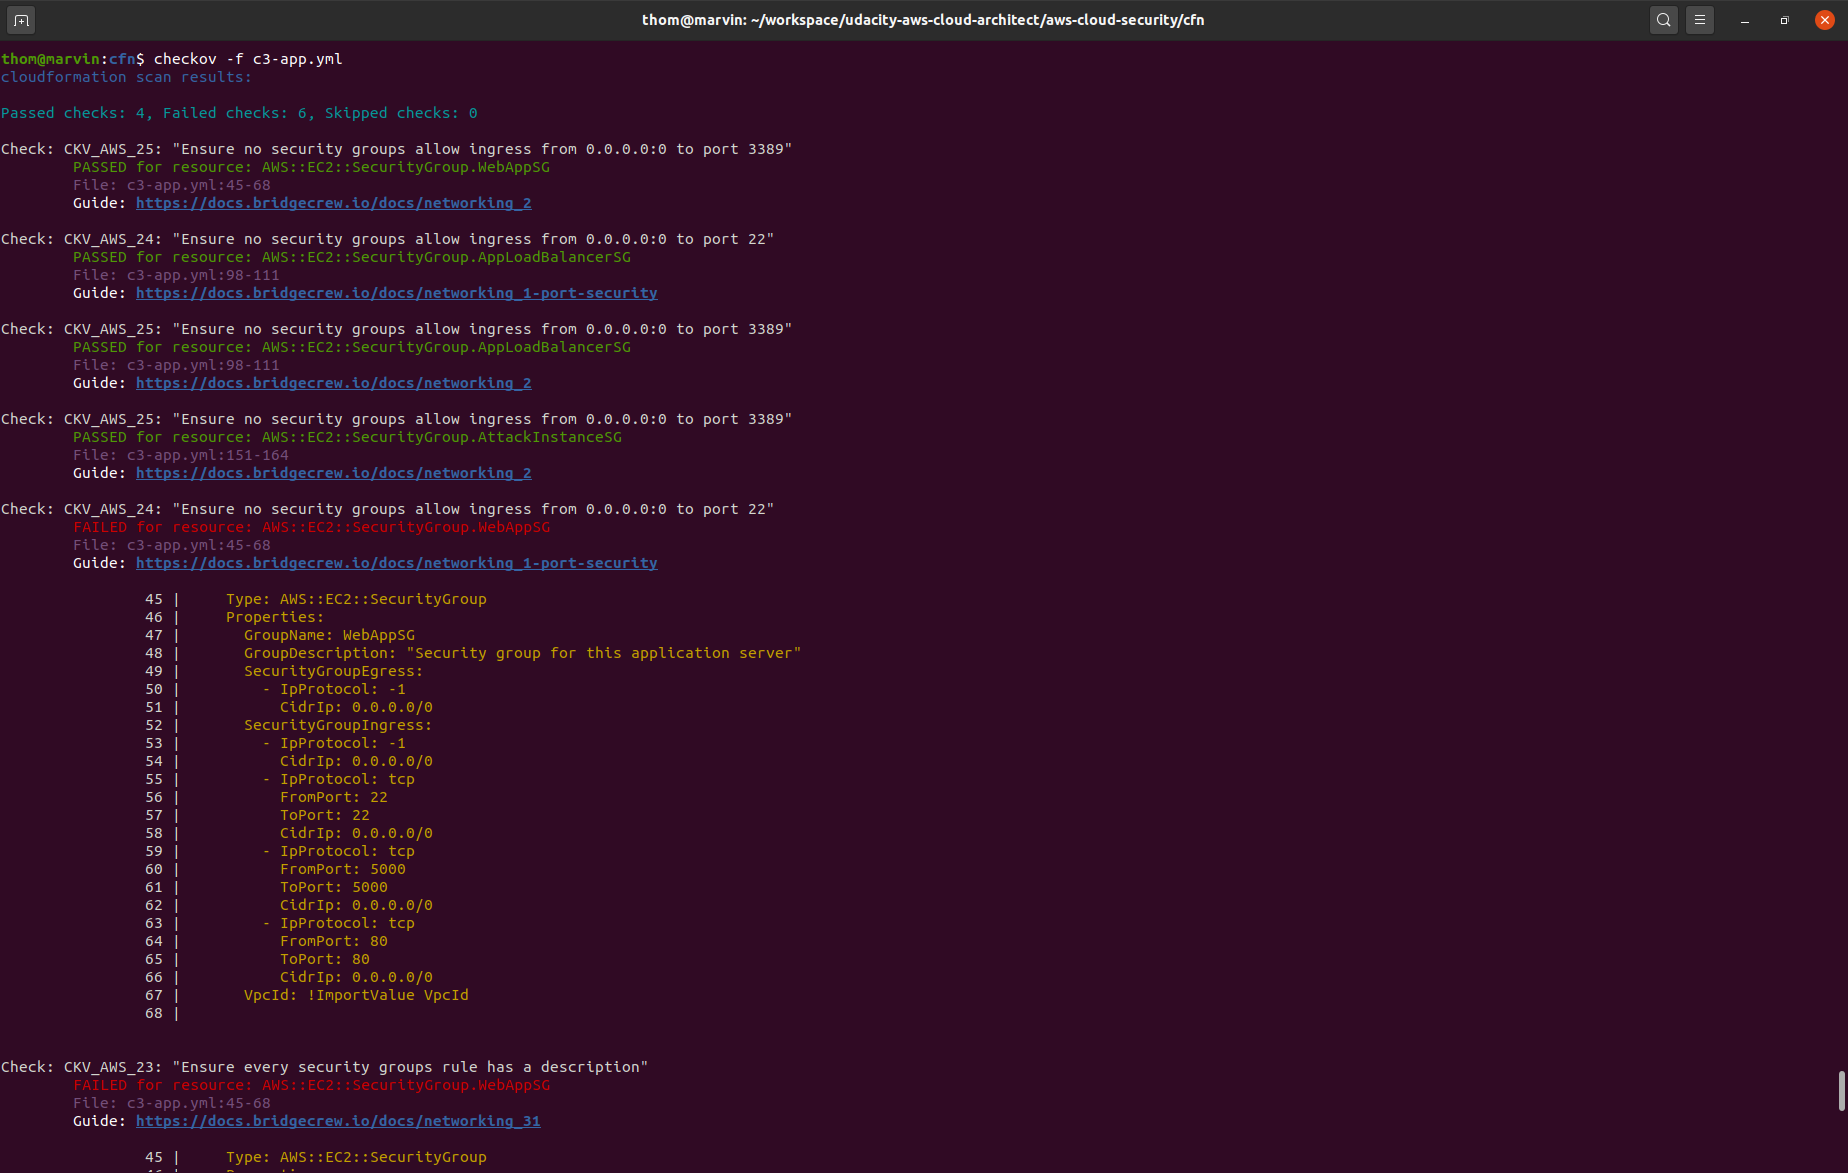 thom@marvin: ~/workspace/udacity-aws-cloud-architect/aws-cloud-security/cfn
thom@marvin:cfn$ checkov -f c3-app.yml
cloudformation scan results:
Passed checks: 4, Failed checks: 6, Skipped checks: 0
Check: CKV_AWS_25: "Ensure no security groups allow ingress from 0.0.0.0:0 to port 3389"
PASSED for resource: AWS::EC2::SecurityGroup.WebAppSG
File: c3-app.yml:45-68
Guide: https://docs.bridgecrew.io/docs/networking_2
Check: CKV_AWS_24: "Ensure no security groups allow ingress from 0.0.0.0:0 to port 22"
PASSED for resource: AWS::EC2::SecurityGroup.AppLoadBalancerSG
File: c3-app.yml:98-111
Guide: https://docs.bridgecrew.io/docs/networking_1-port-security
Check: CKV_AWS_25: "Ensure no security groups allow ingress from 0.0.0.0:0 to port 3389"
PASSED for resource: AWS::EC2::SecurityGroup.AppLoadBalancerSG
File: c3-app.yml:98-111
Guide: https://docs.bridgecrew.io/docs/networking_2
Check: CKV_AWS_25: "Ensure no security groups allow ingress from 0.0.0.0:0 to port 3389"
PASSED for resource: AWS::EC2::SecurityGroup.AttackInstanceSG
File: c3-app.yml:151-164
Guide: https://docs.bridgecrew.io/docs/networking_2
Check: CKV_AWS_24: "Ensure no security groups allow ingress from 0.0.0.0:0 to port 22"
FAILED for resource: AWS::EC2::SecurityGroup.WebAppSG
File: c3-app.yml:45-68
Guide: https://docs.bridgecrew.io/docs/networking_1-port-security
45 | Type: AWS::EC2::SecurityGroup
46 | Properties:
47 | GroupName: WebAppSG
48 | GroupDescription: "Security group for this application server"
49 | SecurityGroupEgress:
50 | - IpProtocol: -1
51 | CidrIp: 0.0.0.0/0
52 | SecurityGroupIngress:
53 | - IpProtocol: -1
54 | CidrIp: 0.0.0.0/0
55 | - IpProtocol: tcp
56 | FromPort: 22
57 | ToPort: 22
58 | CidrIp: 0.0.0.0/0
59 | - IpProtocol: tcp
60 | FromPort: 5000
61 | ToPort: 5000
62 | CidrIp: 0.0.0.0/0
63 | - IpProtocol: tcp
64 | FromPort: 80
65 | ToPort: 80
66 | CidrIp: 0.0.0.0/0
67 | VpcId: !ImportValue VpcId
68 |
Check: CKV_AWS_23: "Ensure every security groups rule has a description"
FAILED for resource: AWS::EC2::SecurityGroup.WebAppSG
File: c3-app.yml:45-68
Guide: https://docs.bridgecrew.io/docs/networking_31
45 | Type: AWS::EC2::SecurityGroup